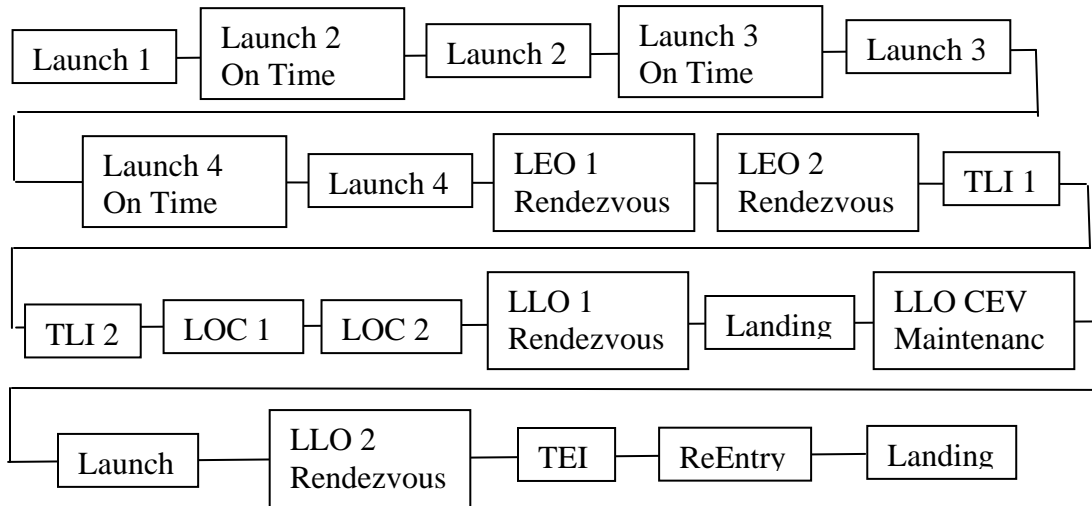 Launch 1
Launch 2
On Time
Launch 2
Launch 3
On Time
Launch 3
Launch 4
On Time
Launch 4
LEO 1
Rendezvous
LEO 2
Rendezvous
TLI 1
TLI 2
LOC 1
LOC 2
LLO 1
Rendezvous
Landing
LLO CEV
Maintenanc
Launch
LLO 2
Rendezvous
TEI
ReEntry
Landing